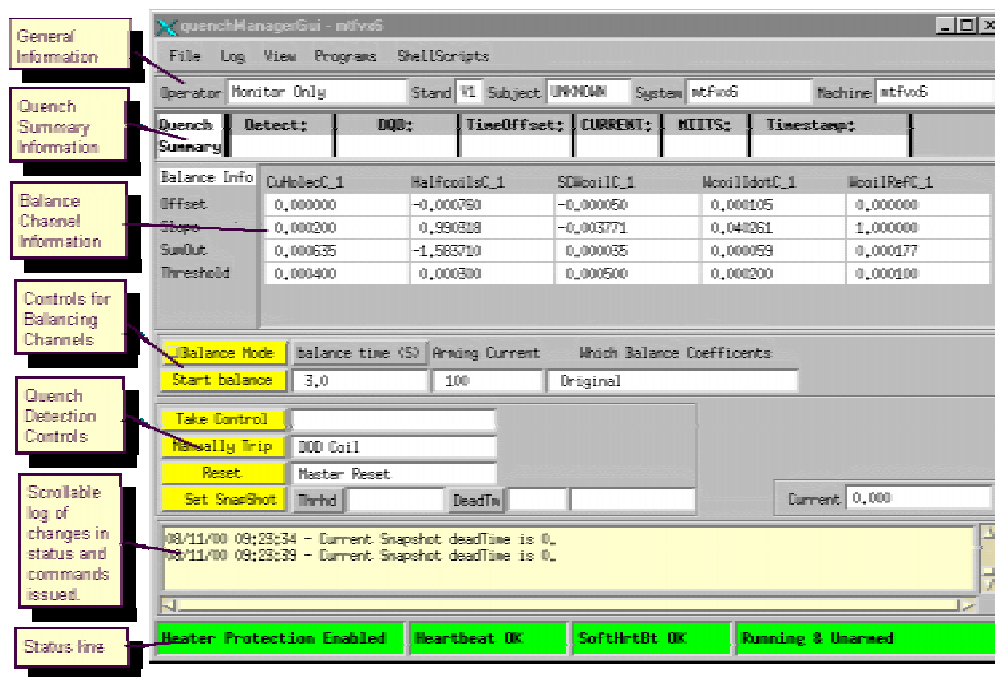 General Information
Quench Summary Information
Balance Channel Information
Controls for Balancing Channels
Quench Detection Controls
Scrollable log of changes in status and commands issued.
Status line
quenchManagerGui - mtfvx6
File Log View Programs ShellScripts
Operator Monitor Only Stand V1 Subject UNKNOWN System mtfvx6 Machine mtfvx6
Quench Summary Detect: DQD: TimeOffset: CURRENT: MIITS: Timestamp:
Balance Info CuHolecC_1 HalfcoilsC_1 SCWcoilC_1 WcoilIdotC_1 WcoilRefC_1
Offset 0.000000 -0.000760 -0.000050 0.000105 0.000000
Slope 0.000200 0.990318 -0.003771 0.040261 1.000000
SumOut 0.000635 -1.583710 0.000035 0.000059 0.000177
Threshold 0.000400 0.000300 0.000500 0.000200 0.000100
Balance Mode balance time (S) Arming Current Which Balance Coefficents
Start balance 3.0 100 Original
Take Control
Manually Trip DQD Coil
Reset Master Reset
Set SnapShot Thrhd DeadTm
Current 0.000
08/11/00 09:23:34 - Current Snapshot deadTime is 0.
08/11/00 09:23:39 - Current Snapshot deadTime is 0.
Heater Protection Enabled Heartbeat OK SoftHrtBt OK Running & Unarmed